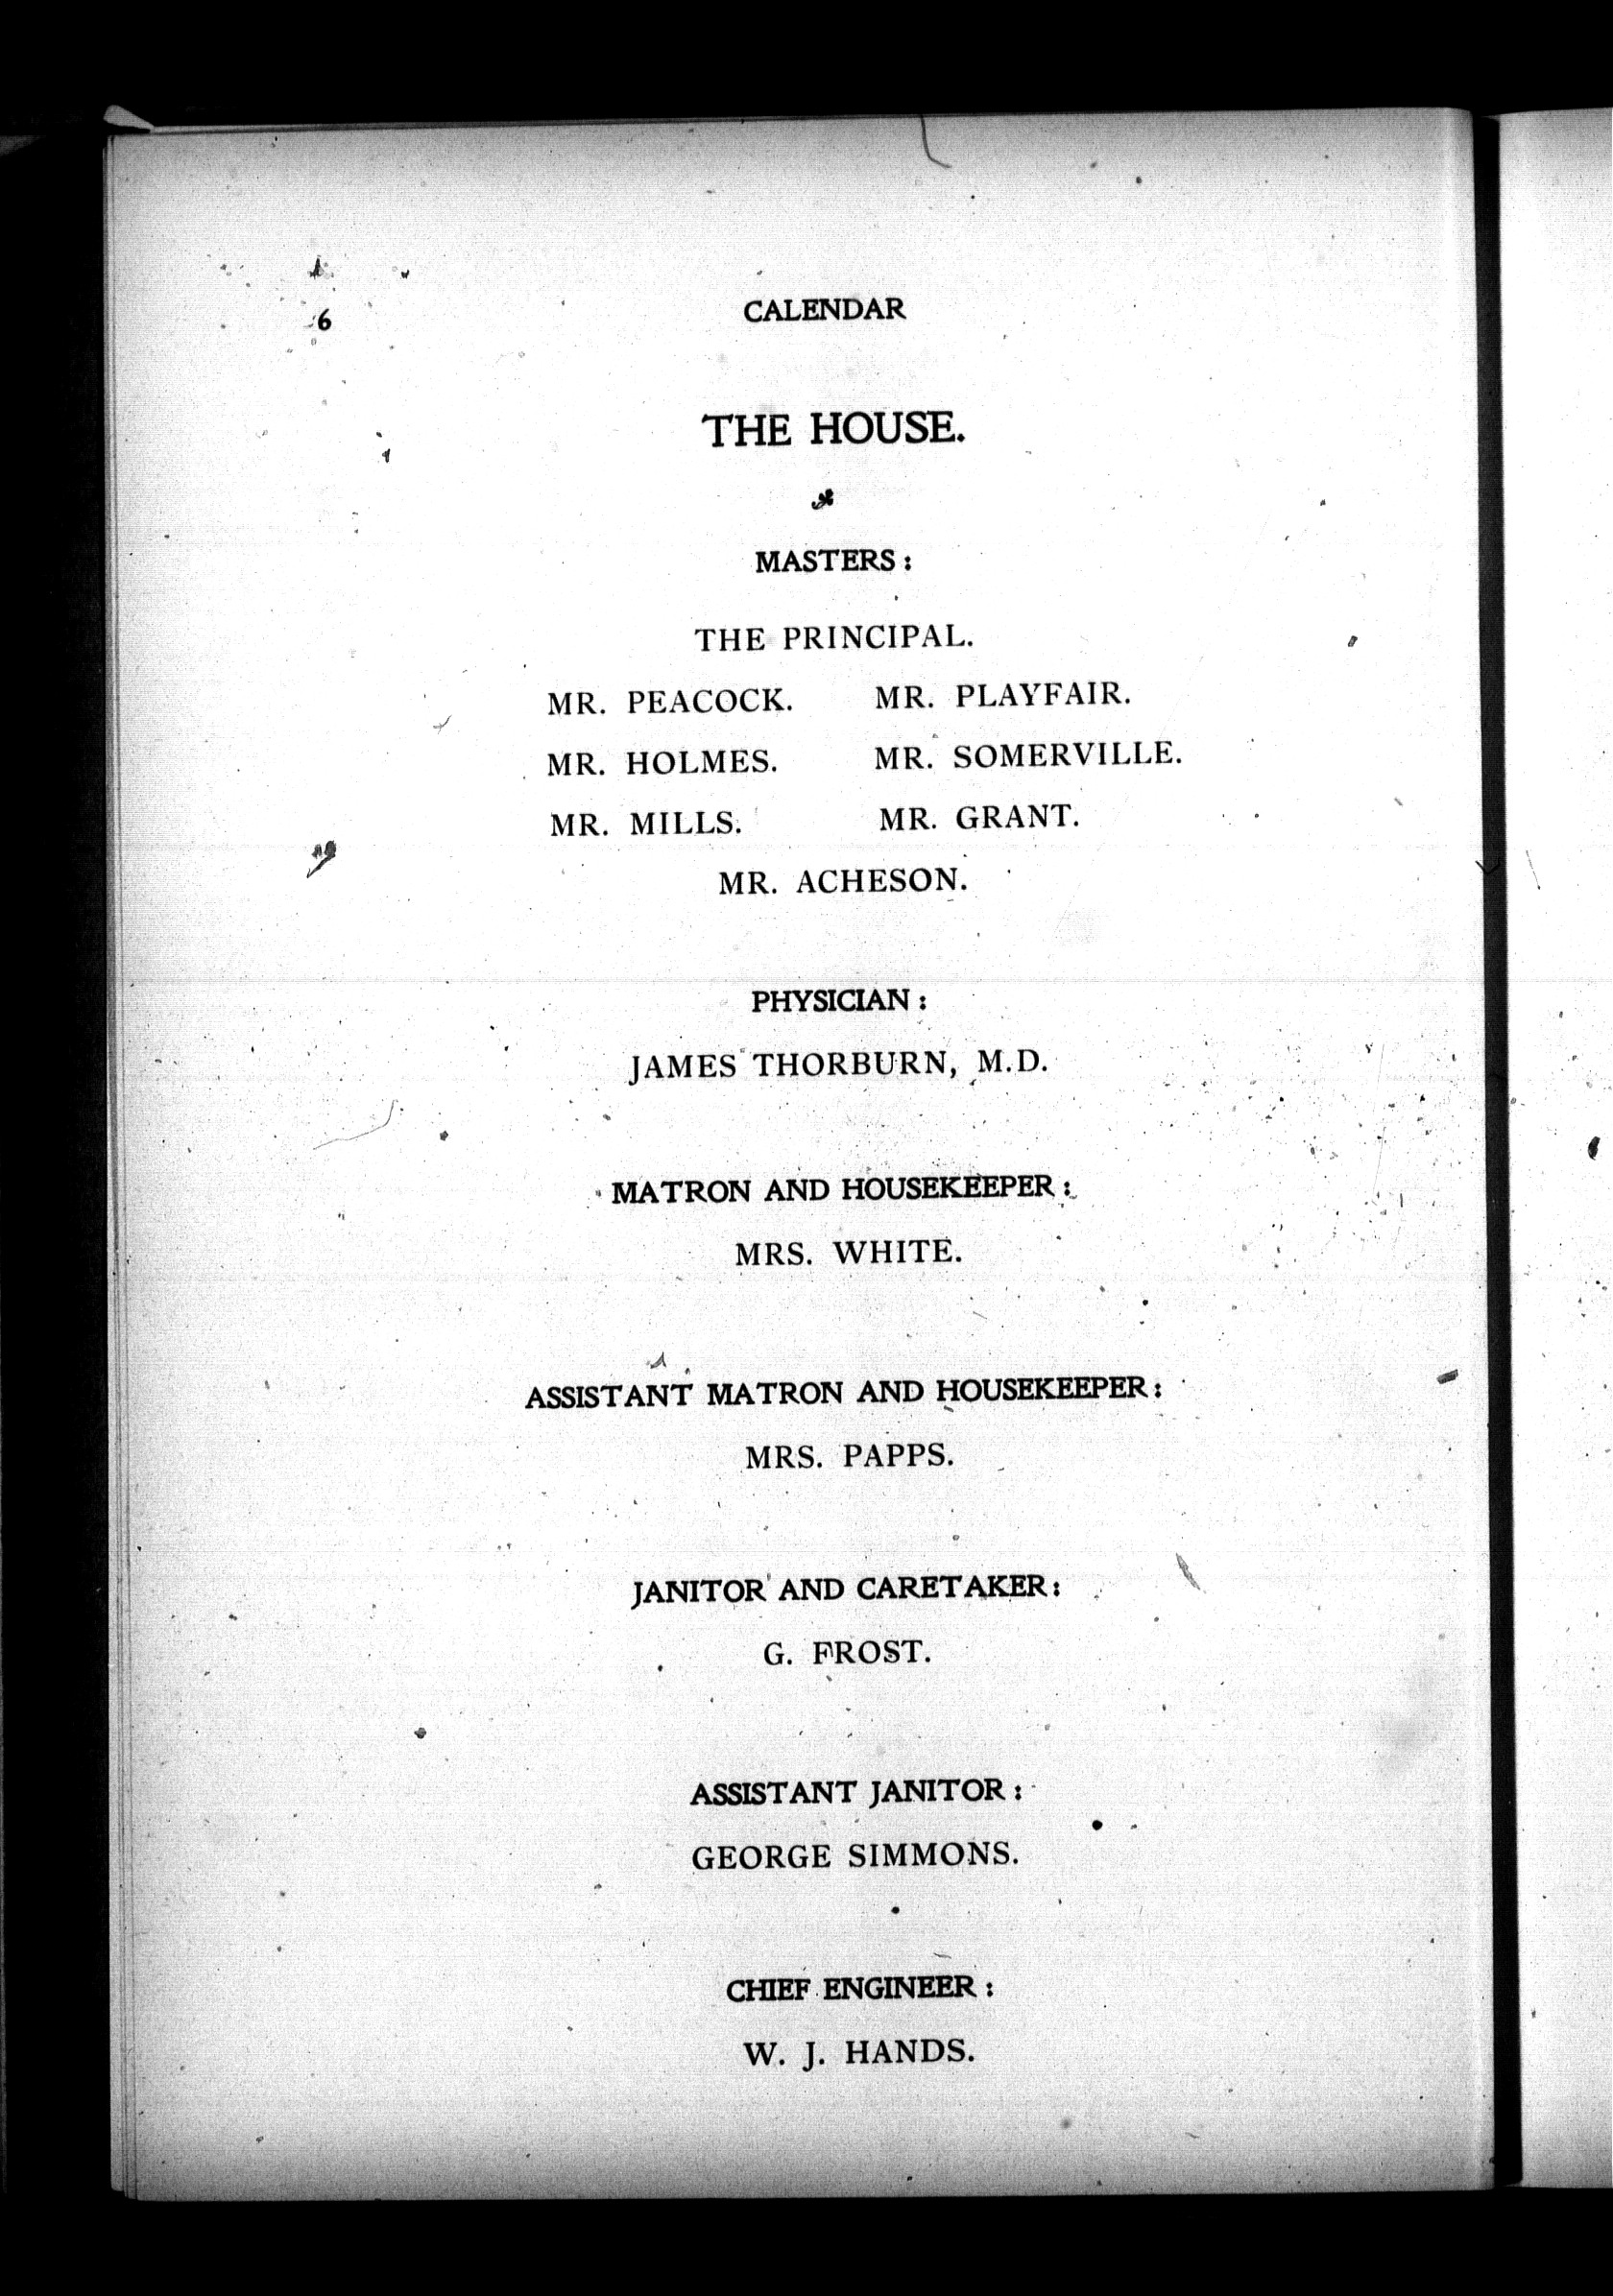 6 CALENDAR
THE HOUSE.
MASTERS:
THE PRINCIPAL.
MR. PEACOCK. MR. PLAYFAIR.
MR. HOLMES. MR. SOMERVILLE.
MR. MILLS. MR. GRANT.
MR. ACHESON.
PHYSICIAN:
JAMES THORBURN, M.D.
MATRON AND HOUSEKEEPER:
MRS. WHITE.
ASSISTANT MATRON AND HOUSEKEEPER:
MRS. PAPPS.
JANITOR AND CARETAKER:
G. FROST.
ASSISTANT JANITOR:
GEORGE SIMMONS.
CHIEF ENGINEER:
W. J. HANDS.